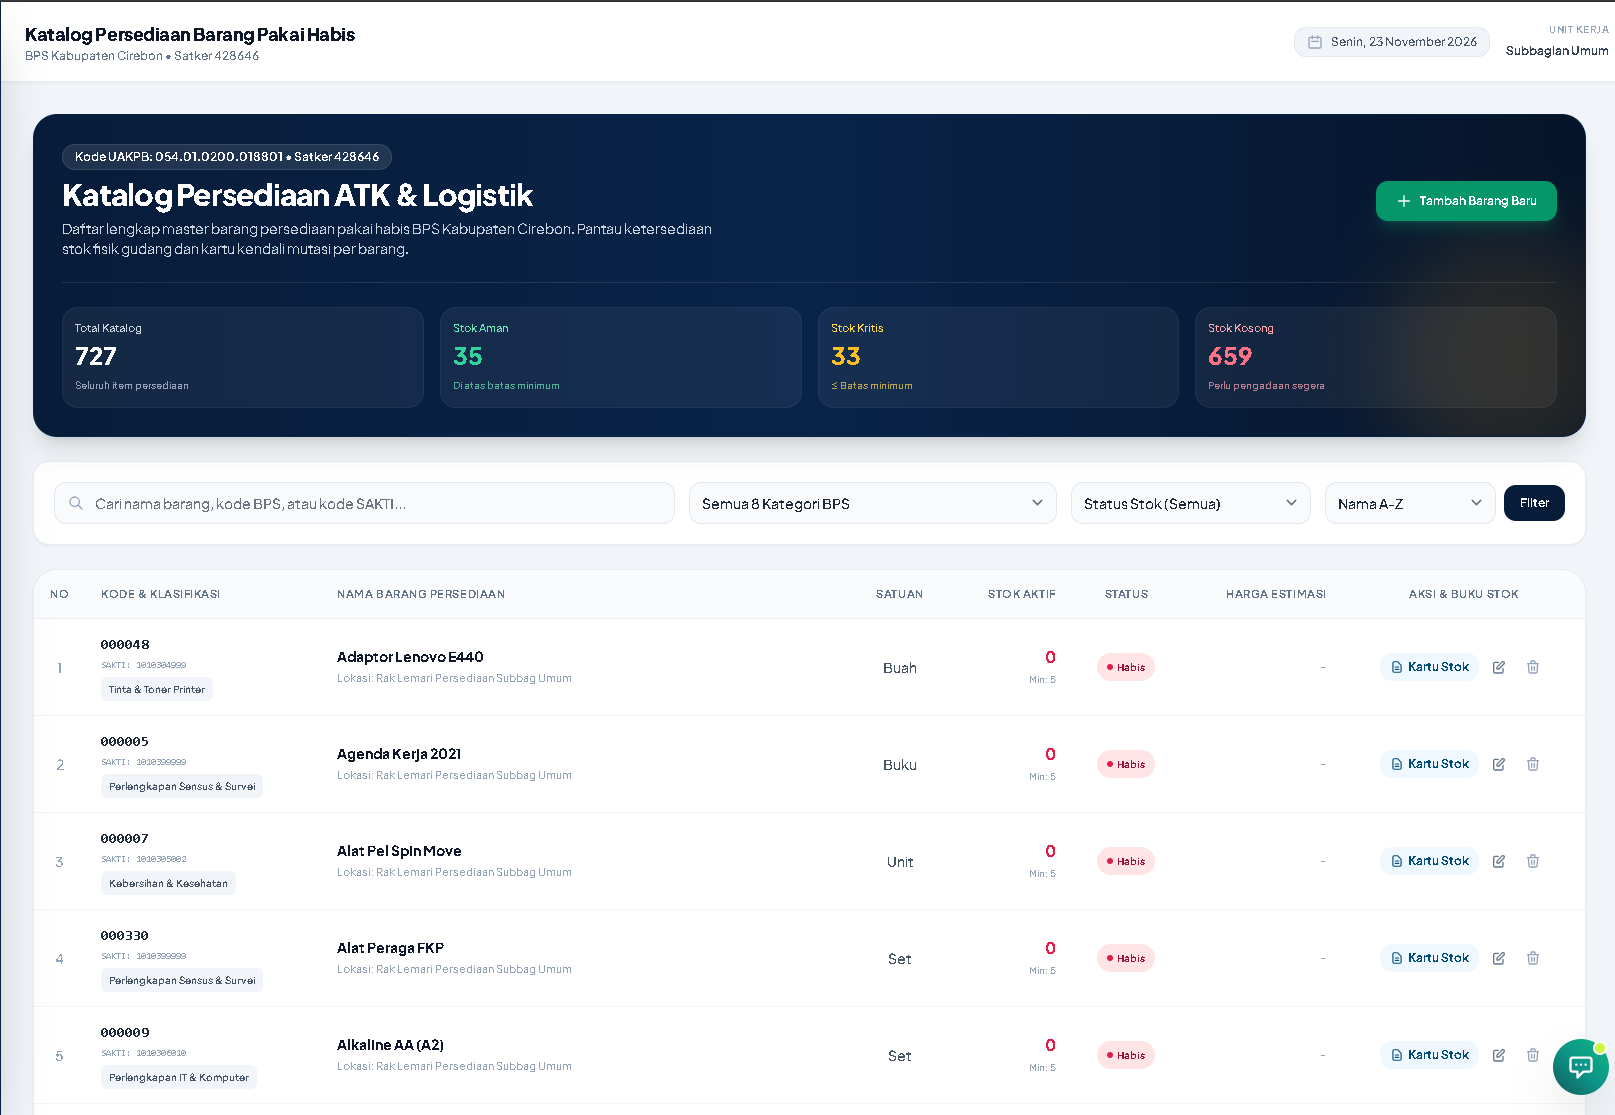 Katalog Persediaan Barang Pakai Habis
BPS Kabupaten Cirebon • Satker 428646
Senin, 23 November 2026
UNIT KERJA
Subbagian Umum
Kode UAKPB: 054.01.0200.018801 • Satker 428646
Katalog Persediaan ATK & Logistik
Daftar lengkap master barang persediaan pakai habis BPS Kabupaten Cirebon. Pantau ketersediaan
stok fisik gudang dan kartu kendali mutasi per barang.
+ Tambah Barang Baru
Total Katalog
727
Seluruh item persediaan
Stok Aman
35
Di atas batas minimum
Stok Kritis
33
≤ Batas minimum
Stok Kosong
659
Perlu pengadaan segera
Cari nama barang, kode BPS, atau kode SAKTI...
Semua 8 Kategori BPS
Status Stok (Semua)
Nama A-Z
Filter
NO KODE & KLASIFIKASI NAMA BARANG PERSEDIAAN SATUAN STOK AKTIF STATUS HARGA ESTIMASI AKSI & BUKU STOK
1
000048
SAKTI: 1010304999
Tinta & Toner Printer
Adaptor Lenovo E440
Lokasi: Rak Lemari Persediaan Subbag Umum
Buah
0
Min: 5
Habis
-
Kartu Stok
2
000005
SAKTI: 1010399999
Perlengkapan Sensus & Survei
Agenda Kerja 2021
Lokasi: Rak Lemari Persediaan Subbag Umum
Buku
0
Min: 5
Habis
-
Kartu Stok
3
000007
SAKTI: 1010305002
Kebersihan & Kesehatan
Alat Pel Spin Move
Lokasi: Rak Lemari Persediaan Subbag Umum
Unit
0
Min: 5
Habis
-
Kartu Stok
4
000330
SAKTI: 1010399999
Perlengkapan Sensus & Survei
Alat Peraga FKP
Lokasi: Rak Lemari Persediaan Subbag Umum
Set
0
Min: 5
Habis
-
Kartu Stok
5
000009
SAKTI: 1010306010
Perlengkapan IT & Komputer
Alkaline AA (A2)
Lokasi: Rak Lemari Persediaan Subbag Umum
Set
0
Min: 5
Habis
-
Kartu Stok